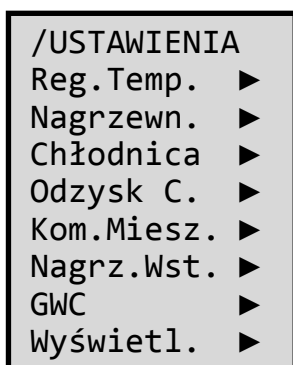 /USTAWIENIA
Reg.Temp. ►
Nagrzewn. ►
Chłodnica ►
Odzysk C. ►
Kom.Miesz. ►
Nagrz.Wst. ►
GWC ►
Wyświetl. ►